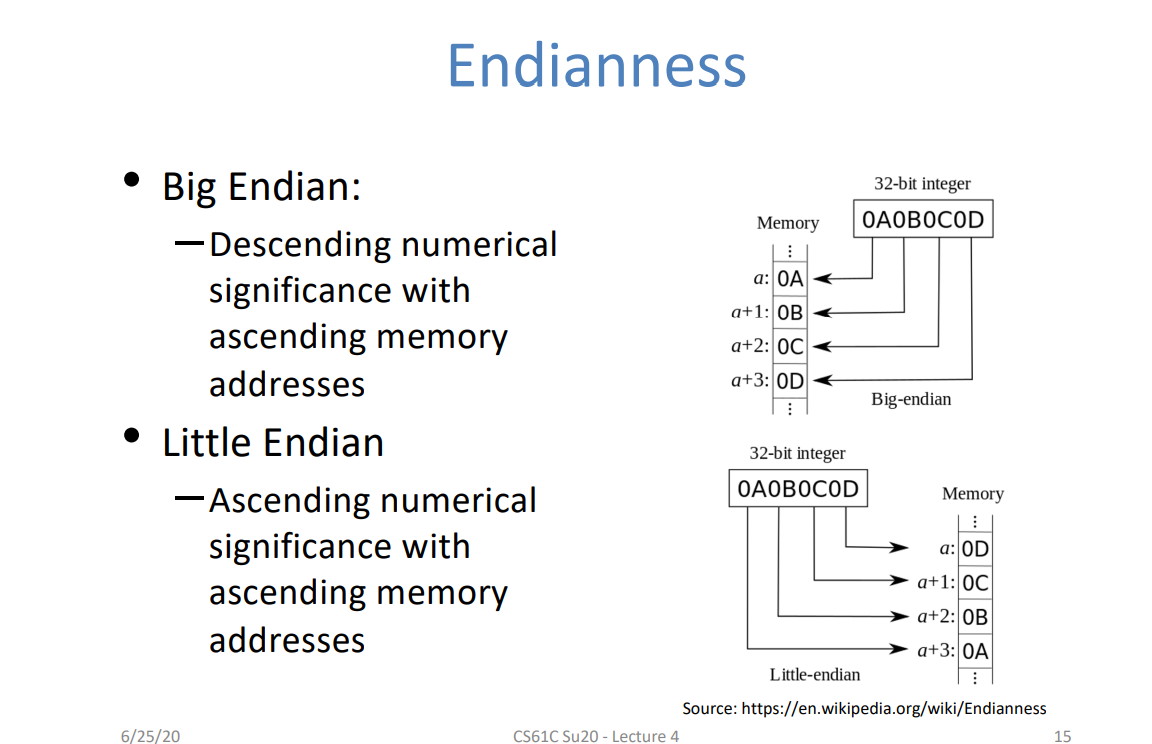 Endianness
• Big Endian:
–Descending numerical
significance with
ascending memory
addresses
• Little Endian
–Ascending numerical
significance with
ascending memory
addresses
32-bit integer
0A0B0C0D
Memory
⋮
a: 0A
a+1: 0B
a+2: 0C
a+3: 0D
⋮
Big-endian
32-bit integer
0A0B0C0D
Memory
⋮
a: 0D
a+1: 0C
a+2: 0B
a+3: 0A
⋮
Little-endian
Source: https://en.wikipedia.org/wiki/Endianness
6/25/20
CS61C Su20 - Lecture 4
15